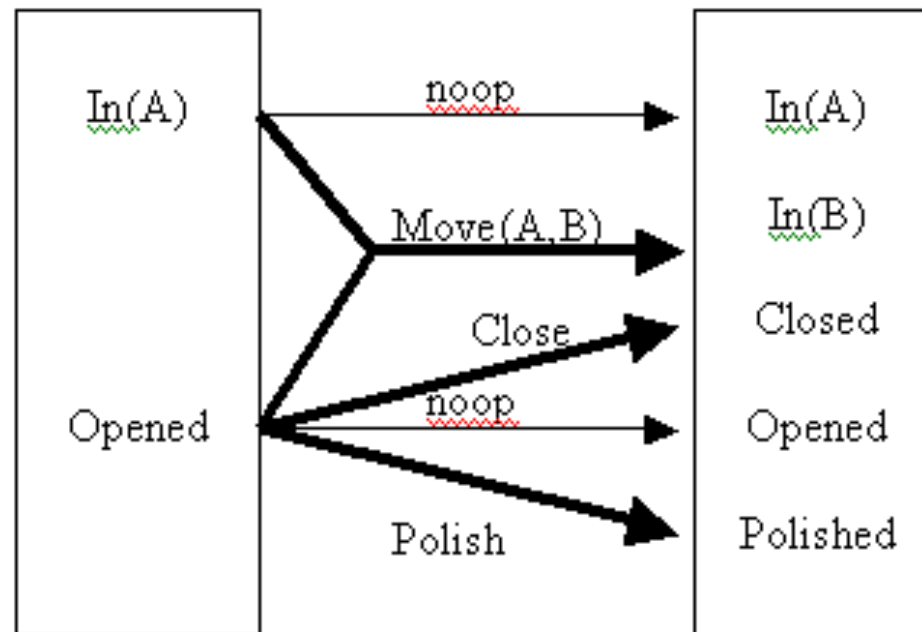 In(A)
noop
In(A)
In(B)
Move(A,B)
Closed
Close
noop
Opened
Opened
Polish
Polished